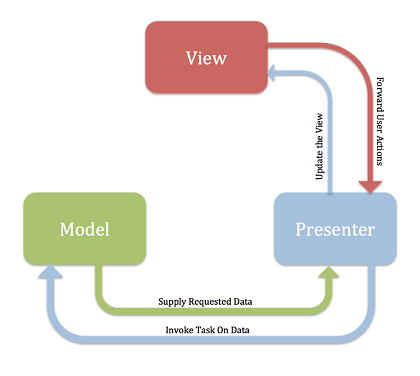 View
Forward User Actions
Update the View
Model
Presenter
Supply Requested Data
Invoke Task On Data